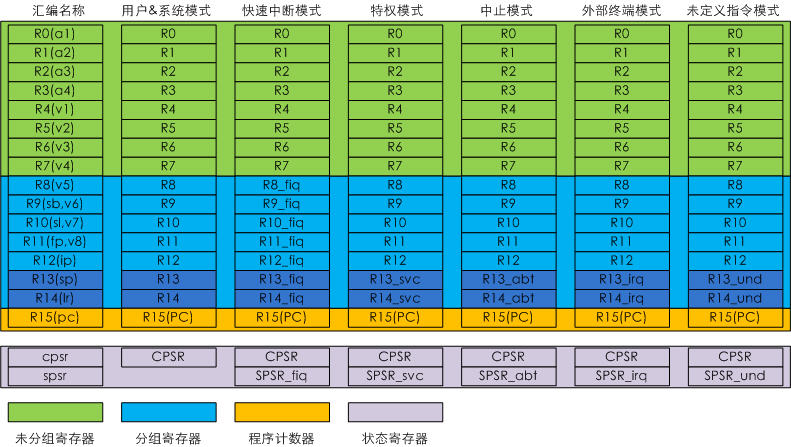 汇编名称 用户&系统模式 快速中断模式 特权模式 中止模式 外部终端模式 未定义指令模式
R0(a1) R0 R0 R0 R0 R0 R0
R1(a2) R1 R1 R1 R1 R1 R1
R2(a3) R2 R2 R2 R2 R2 R2
R3(a4) R3 R3 R3 R3 R3 R3
R4(v1) R4 R4 R4 R4 R4 R4
R5(v2) R5 R5 R5 R5 R5 R5
R6(v3) R6 R6 R6 R6 R6 R6
R7(v4) R7 R7 R7 R7 R7 R7
R8(v5) R8 R8_fiq R8 R8 R8 R8
R9(sb,v6) R9 R9_fiq R9 R9 R9 R9
R10(sl,v7) R10 R10_fiq R10 R10 R10 R10
R11(fp,v8) R11 R11_fiq R11 R11 R11 R11
R12(ip) R12 R12_fiq R12 R12 R12 R12
R13(sp) R13 R13_fiq R13_svc R13_abt R13_irq R13_und
R14(lr) R14 R14_fiq R14_svc R14_abt R14_irq R14_und
R15(pc) R15(PC) R15(PC) R15(PC) R15(PC) R15(PC) R15(PC)
cpsr CPSR CPSR CPSR CPSR CPSR CPSR
spsr SPSR_fiq SPSR_svc SPSR_abt SPSR_irq SPSR_und
未分组寄存器 分组寄存器 程序计数器 状态寄存器